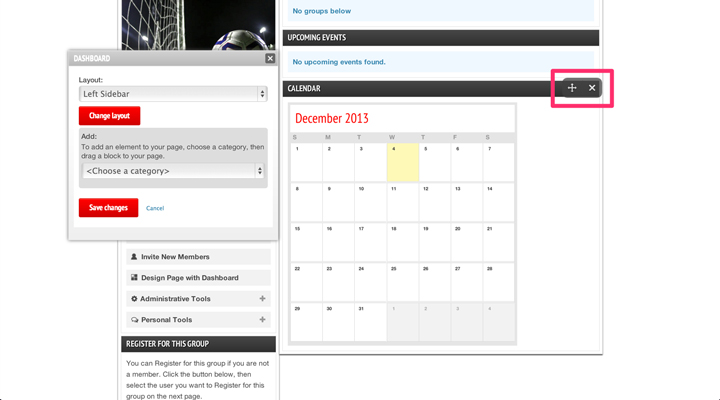 No groups below
UPCOMING EVENTS
No upcoming events found.
CALENDAR
December 2013
S M T W T F S
1 2 3 4 5 6 7
8 9 10 11 12 13 14
15 16 17 18 19 20 21
22 23 24 25 26 27 28
29 30 31 1 2 3 4
DASHBOARD
Layout:
Left Sidebar
Change layout
Add:
To add an element to your page, choose a category, then
drag a block to your page.
<Choose a category>
Save changes Cancel
Invite New Members
Design Page with Dashboard
Administrative Tools
Personal Tools
REGISTER FOR THIS GROUP
You can Register for this group if you are not
a member. Click the button below, then
select the user you want to Register for this
group on the next page.